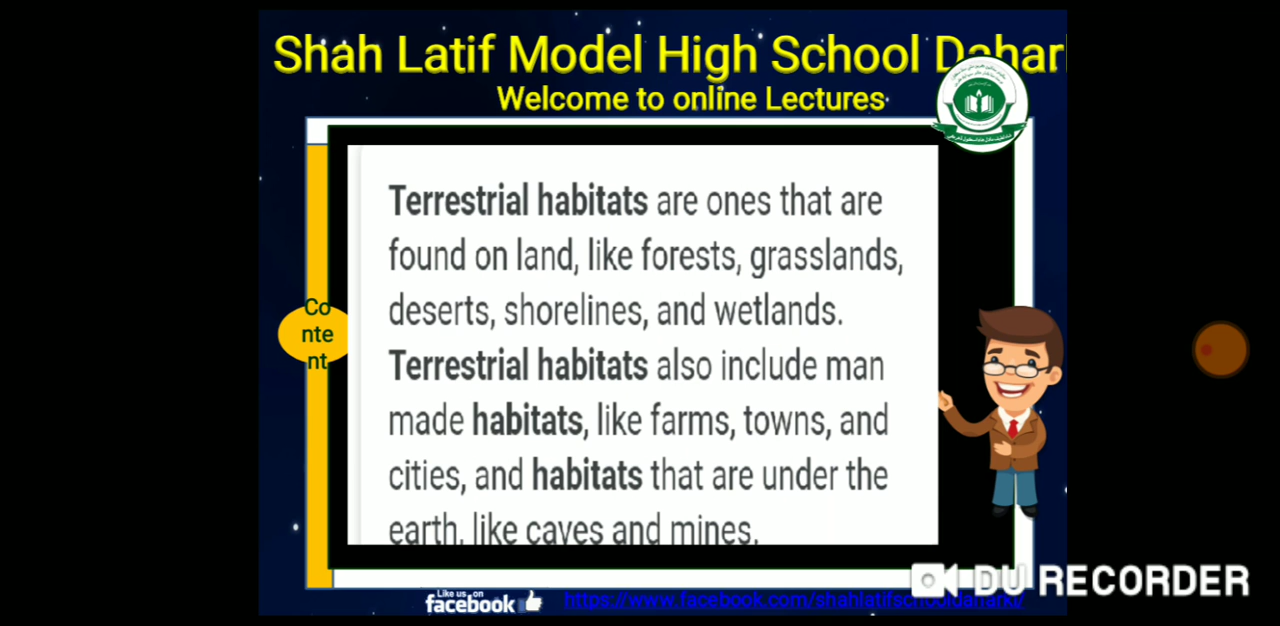 Shah Latif Model High School Dahark
Welcome to online Lectures
Terrestrial habitats are ones that are
found on land, like forests, grasslands,
deserts, shorelines, and wetlands.
Terrestrial habitats also include man
made habitats, like farms, towns, and
cities, and habitats that are under the
earth, like caves and mines.
Co
nte
nt
DU RECORDER
Like us on
facebook
https://www.facebook.com/shahlatifschooldaharki/